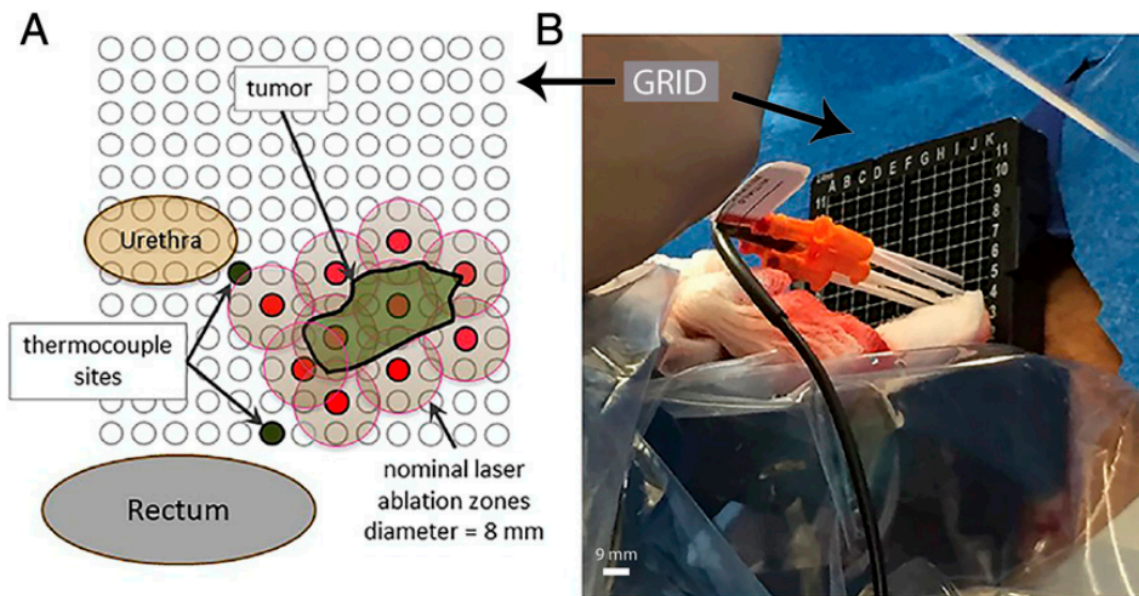 A
B
GRID
tumor
Urethra
thermocouple
sites
nominal laser
ablation zones
diameter = 8 mm
Rectum
A B C D E F G H I J K
11
11
10
9
8
7
6
5
4
3
9 mm